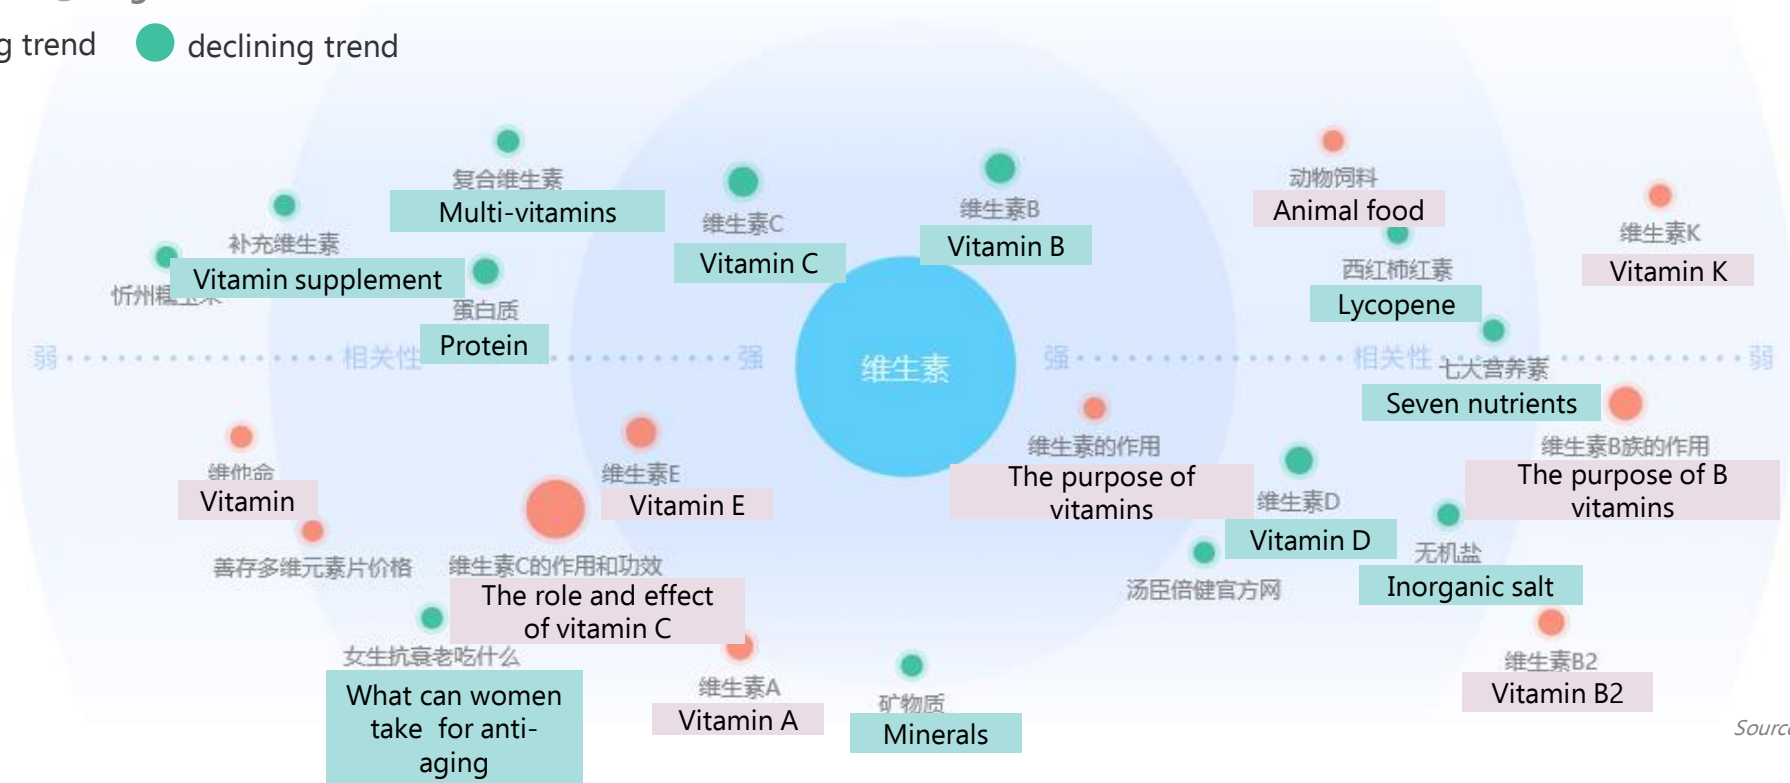 g trend
declining trend
复合维生素
Multi-vitamins
维生素C
Vitamin C
维生素B
Vitamin B
动物饲料
Animal food
维生素K
Vitamin K
补充维生素
Vitamin supplement
忻州糯玉米
蛋白质
Protein
西红柿红素
Lycopene
弱
相关性
强
维生素
强
相关性
弱
七大营养素
Seven nutrients
维他命
Vitamin
维生素E
Vitamin E
维生素的作用
The purpose of
vitamins
维生素D
Vitamin D
维生素B族的作用
The purpose of B
vitamins
善存多维元素片价格
维生素C的作用和功效
The role and effect
of vitamin C
汤臣倍健官方网
无机盐
Inorganic salt
女生抗衰老吃什么
What can women
take for anti-
aging
维生素A
Vitamin A
矿物质
Minerals
维生素B2
Vitamin B2
Source